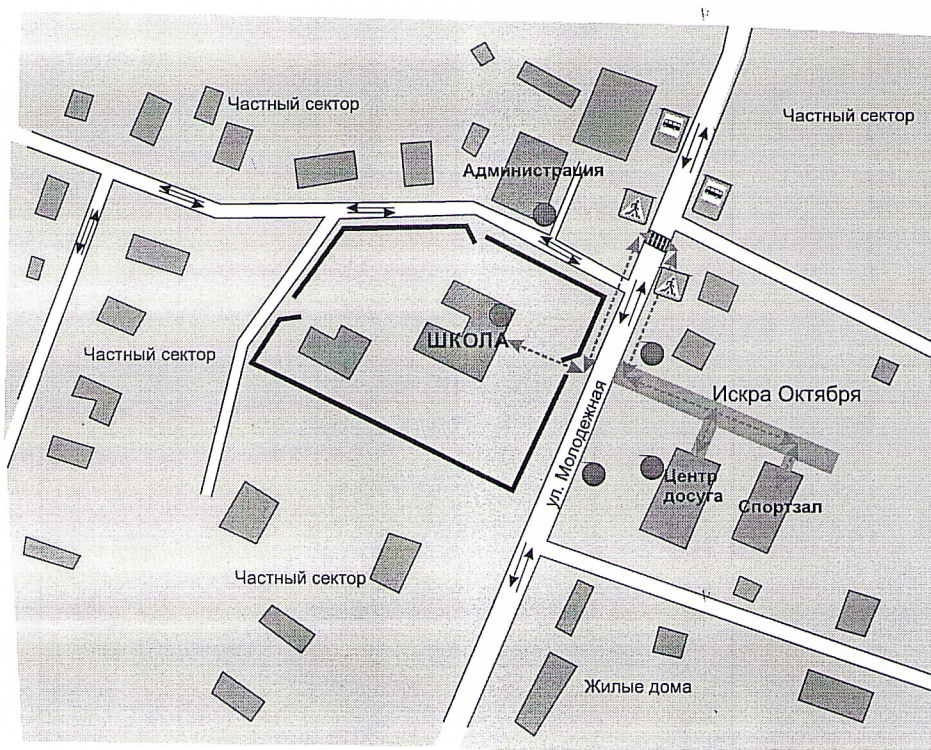 Частный сектор
Частный сектор
Администрация
ШКОЛА
Частный сектор
Искра Октября
ул. Молодежная
Центр
досуга
Спортзал
Частный сектор
Жилые дома